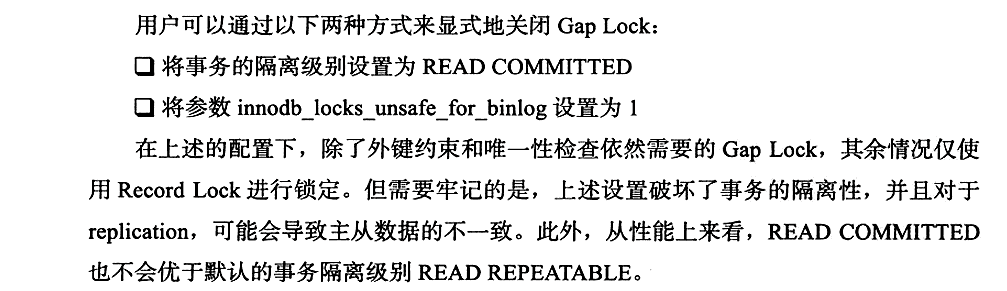 用户可以通过以下两种方式来显式地关闭 Gap Lock：
❑ 将事务的隔离级别设置为 READ COMMITTED
❑ 将参数 innodb_locks_unsafe_for_binlog 设置为 1
在上述的配置下，除了外键约束和唯一性检查依然需要的 Gap Lock，其余情况仅使
用 Record Lock 进行锁定。但需要牢记的是，上述设置破坏了事务的隔离性，并且对于
replication，可能会导致主从数据的不一致。此外，从性能上来看，READ COMMITTED
也不会优于默认的事务隔离级别 READ REPEATABLE。